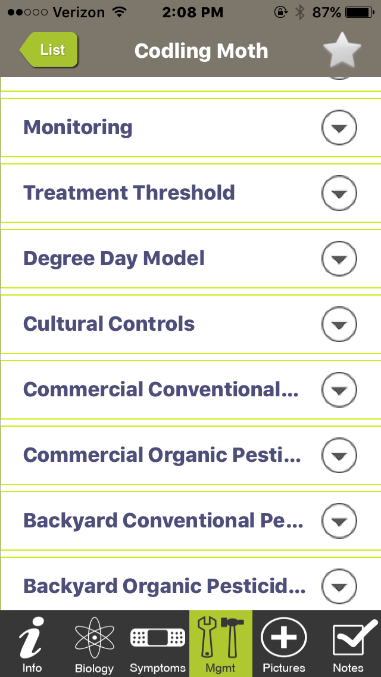 Verizon 2:08 PM 87%
List Codling Moth
Monitoring
Treatment Threshold
Degree Day Model
Cultural Controls
Commercial Conventional...
Commercial Organic Pesti...
Backyard Conventional Pe...
Backyard Organic Pesticid...
Info Biology Symptoms Mgmt Pictures Notes